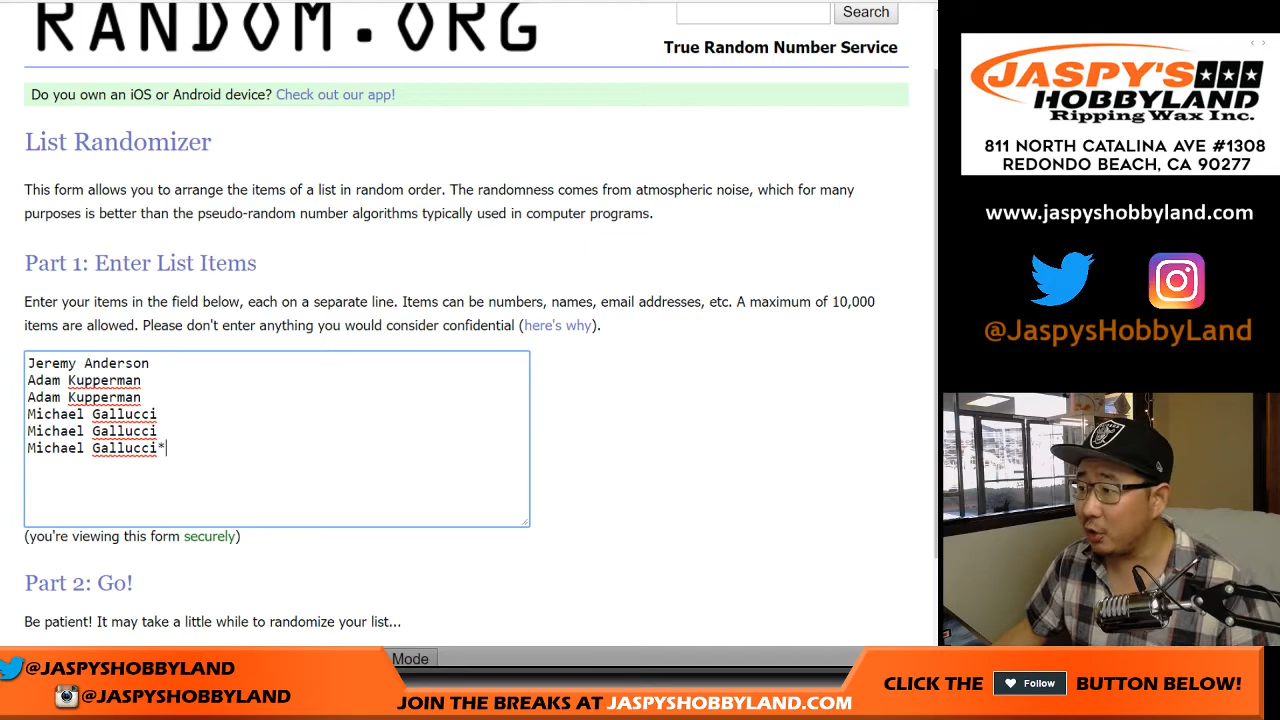 RANDOM.ORG
Search
True Random Number Service
Do you own an iOS or Android device? Check out our app!
List Randomizer
This form allows you to arrange the items of a list in random order. The randomness comes from atmospheric noise, which for many
purposes is better than the pseudo-random number algorithms typically used in computer programs.
Part 1: Enter List Items
Enter your items in the field below, each on a separate line. Items can be numbers, names, email addresses, etc. A maximum of 10,000
items are allowed. Please don't enter anything you would consider confidential (here's why).
Jeremy Anderson
Adam Kupperman
Adam Kupperman
Michael Gallucci
Michael Gallucci
Michael Gallucci*
(you're viewing this form securely)
Part 2: Go!
Be patient! It may take a little while to randomize your list...
Mode
JASPY'S
HOBBYLAND
Ripping Wax Inc.
811 NORTH CATALINA AVE #1308
REDONDO BEACH, CA 90277
www.jaspyshobbyland.com
@JaspysHobbyLand
RAIDERS
@JASPYSHOBBYLAND
@JASPYSHOBBYLAND
JOIN THE BREAKS AT JASPYSHOBBYLAND.COM
CLICK THE Follow BUTTON BELOW!